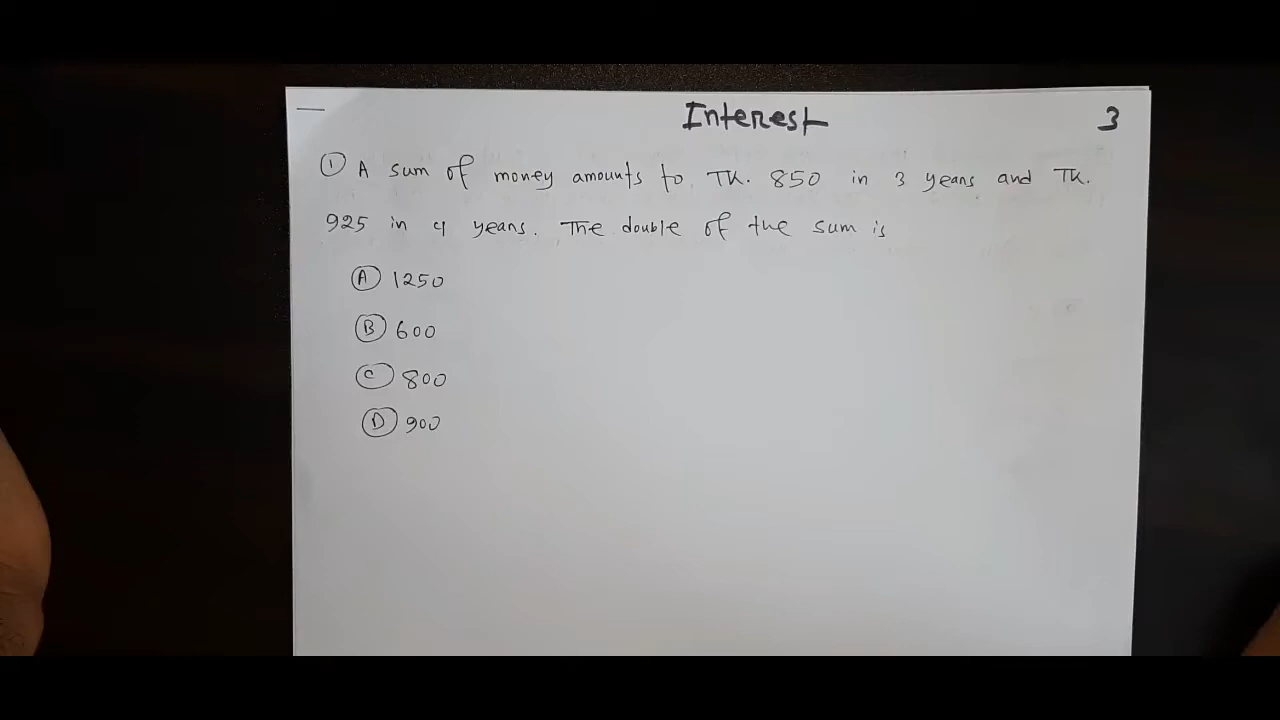 Interest 3
① A sum of money amounts to TK. 850 in 3 years and TK.
925 in 4 years. The double of the sum is
Ⓐ 1250
Ⓑ 600
Ⓒ 800
Ⓓ 900